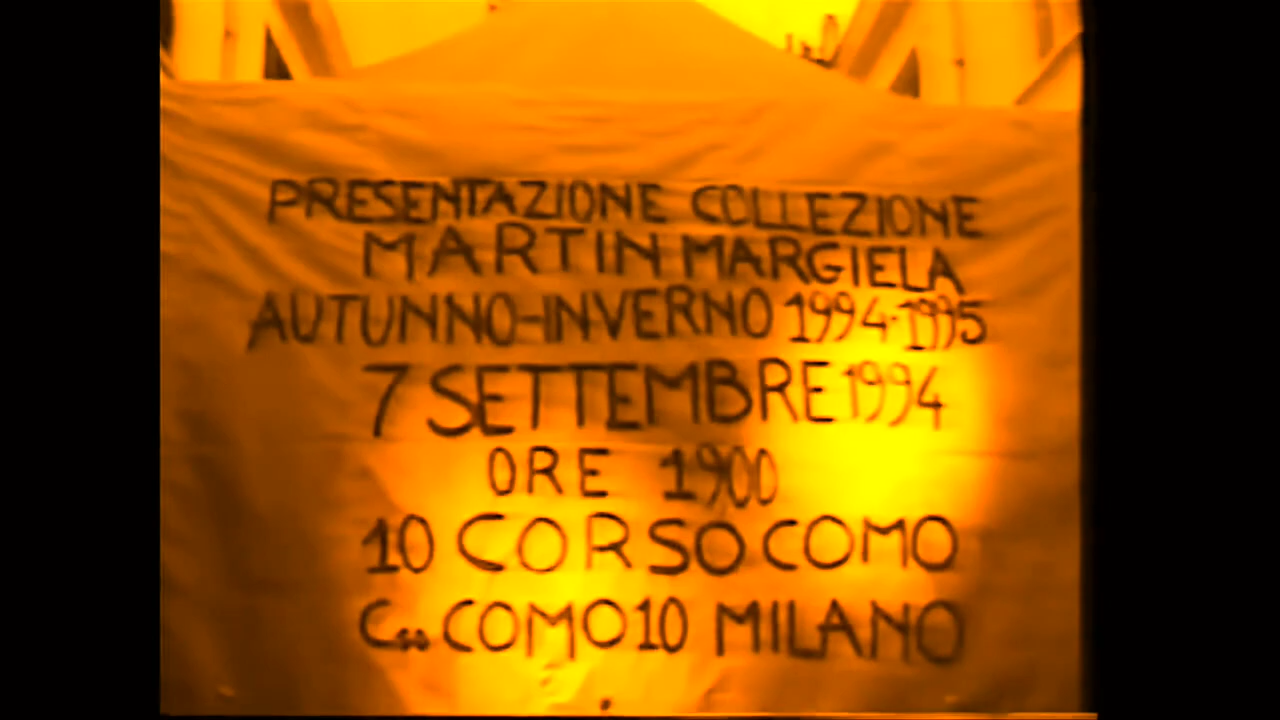 PRESENTAZIONE COLLEZIONE
MARTIN MARGIELA
AUTUNNO-INVERNO 1994-1995
7 SETTEMBRE 1994
ORE 1900
10 CORSO COMO
C.so COMO 10 MILANO